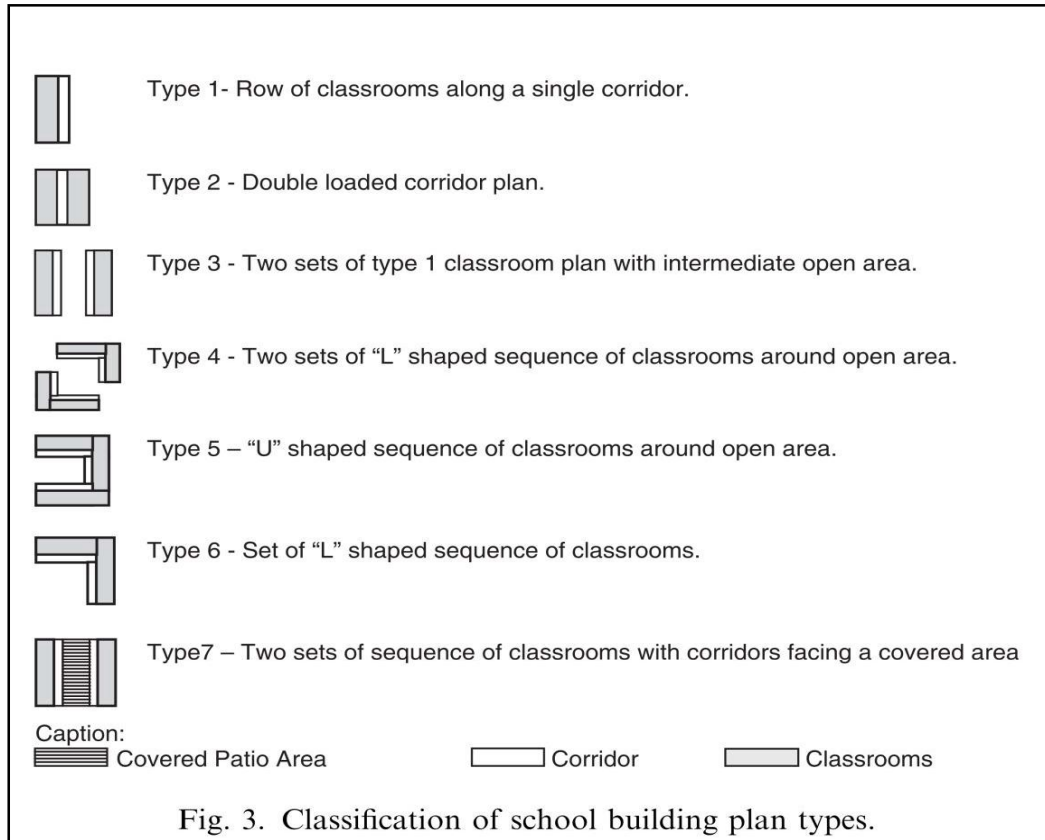 Type 1- Row of classrooms along a single corridor.
Type 2 - Double loaded corridor plan.
Type 3 - Two sets of type 1 classroom plan with intermediate open area.
Type 4 - Two sets of “L” shaped sequence of classrooms around open area.
Type 5 – “U” shaped sequence of classrooms around open area.
Type 6 - Set of “L” shaped sequence of classrooms.
Type7 – Two sets of sequence of classrooms with corridors facing a covered area
Caption:
Covered Patio Area Corridor Classrooms
Fig. 3. Classification of school building plan types.